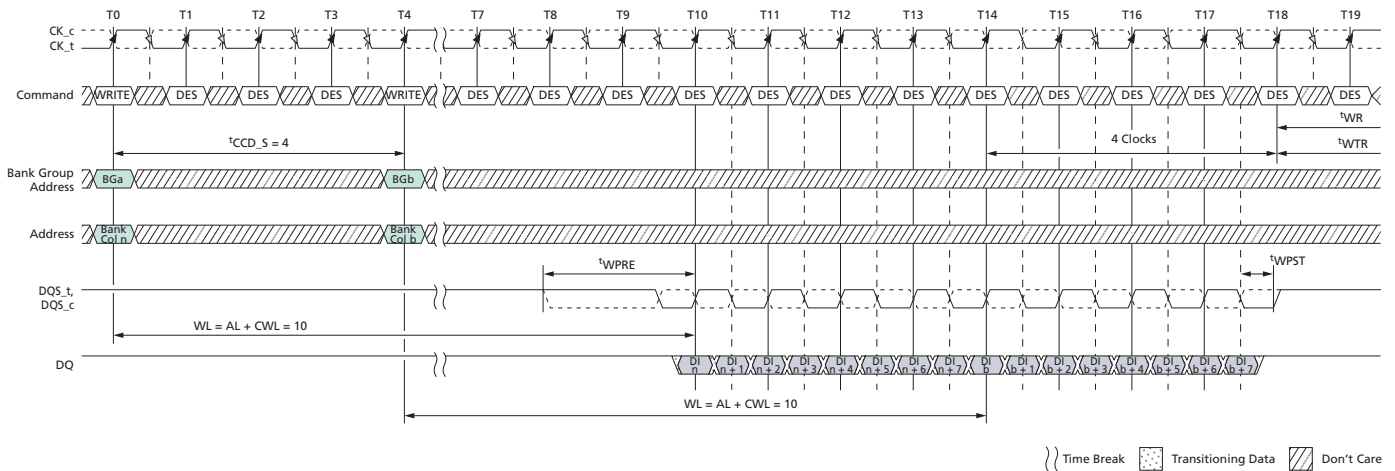 T0 T1 T2 T3 T4 T7 T8 T9 T10 T11 T12 T13 T14 T15 T16 T17 T18 T19
CK_c
CK_t
Command WRITE DES DES DES WRITE DES DES DES DES DES DES DES DES DES DES DES DES DES
tWR
tCCD_S = 4 4 Clocks tWTR
Bank Group
Address BGa BGb
Address Bank
Col n Bank
Col b
tWPRE tWPST
DQS_t,
DQS_c
WL = AL + CWL = 10
DQ DI
n DI
n + 1 DI
n + 2 DI
n + 3 DI
n + 4 DI
n + 5 DI
n + 6 DI
n + 7 DI
b DI
b + 1 DI
b + 2 DI
b + 3 DI
b + 4 DI
b + 5 DI
b + 6 DI
b + 7
WL = AL + CWL = 10
Time Break Transitioning Data Don't Care